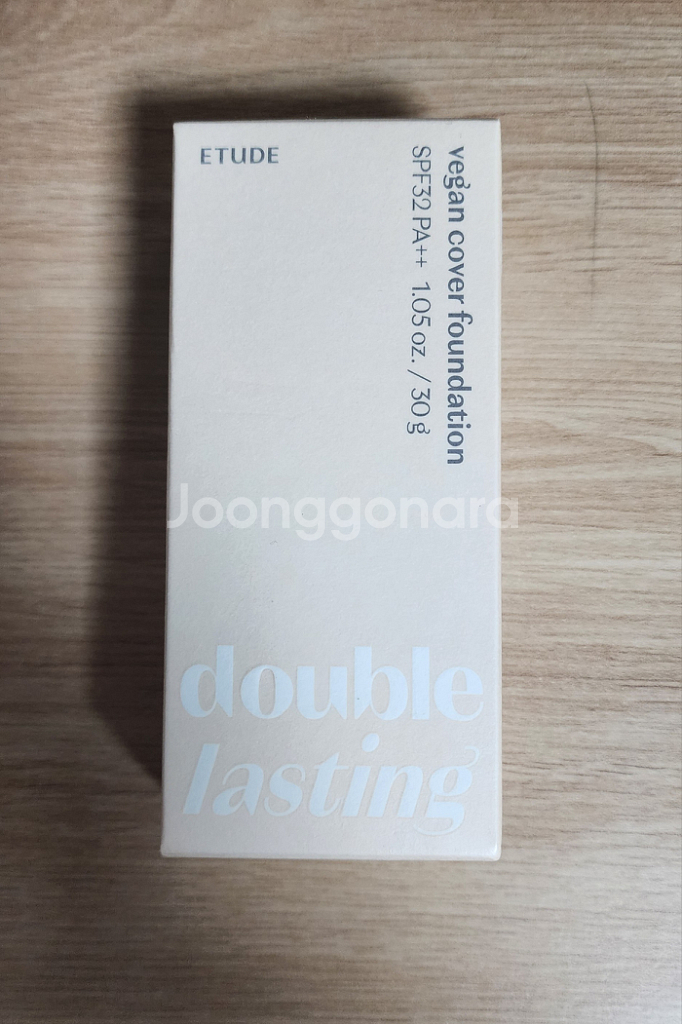 ETUDE
vegan cover foundation
SPF32 PA++ 1.05 oz. / 30 g
Joonggonara
double
lasting